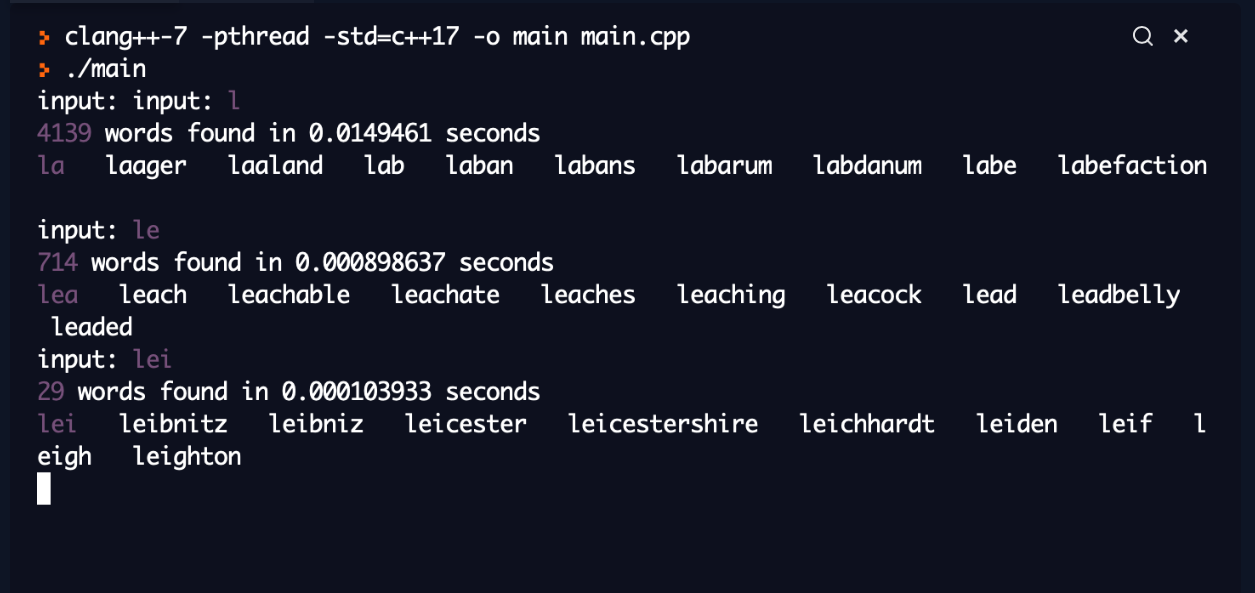 clang++-7 -pthread -std=c++17 -o main main.cpp
./main
input: input: l
4139 words found in 0.0149461 seconds
la laager laaland lab laban labans labarum labdanum labe labefaction
input: le
714 words found in 0.000898637 seconds
lea leach leachable leachate leaches leaching leacock lead leadbelly
leaded
input: lei
29 words found in 0.000103933 seconds
lei leibnitz leibniz leicester leicestershire leichhardt leiden leif l
eigh leighton